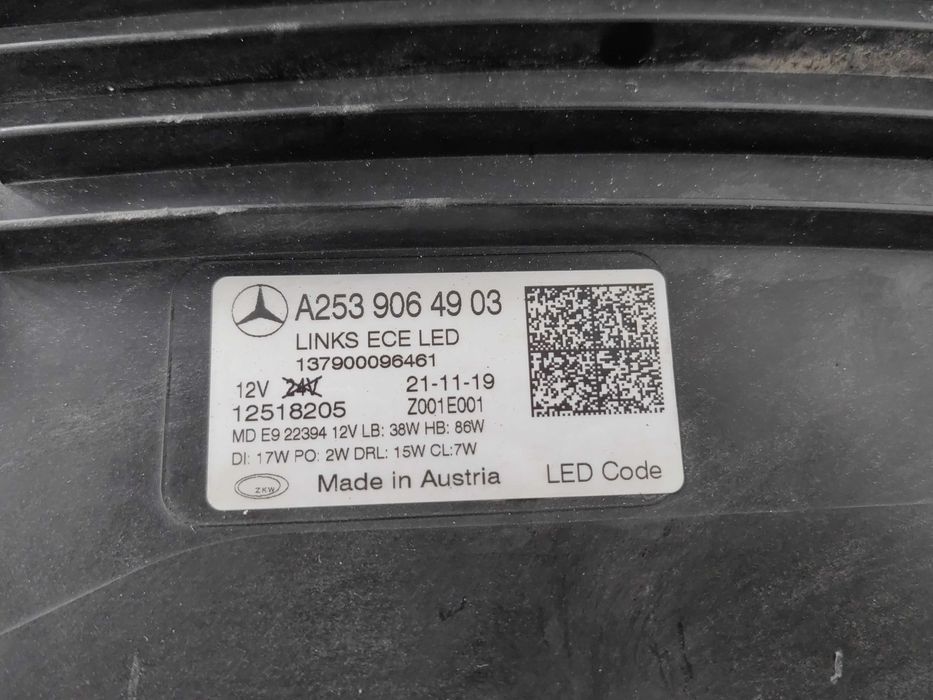 A253 906 49 03
LINKS ECE LED
137900096461
12V 24V 21-11-19
12518205 Z001E001
MD E9 22394 12V LB: 38W HB: 86W
DI: 17W PO: 2W DRL: 15W CL:7W
ZKW Made in Austria LED Code